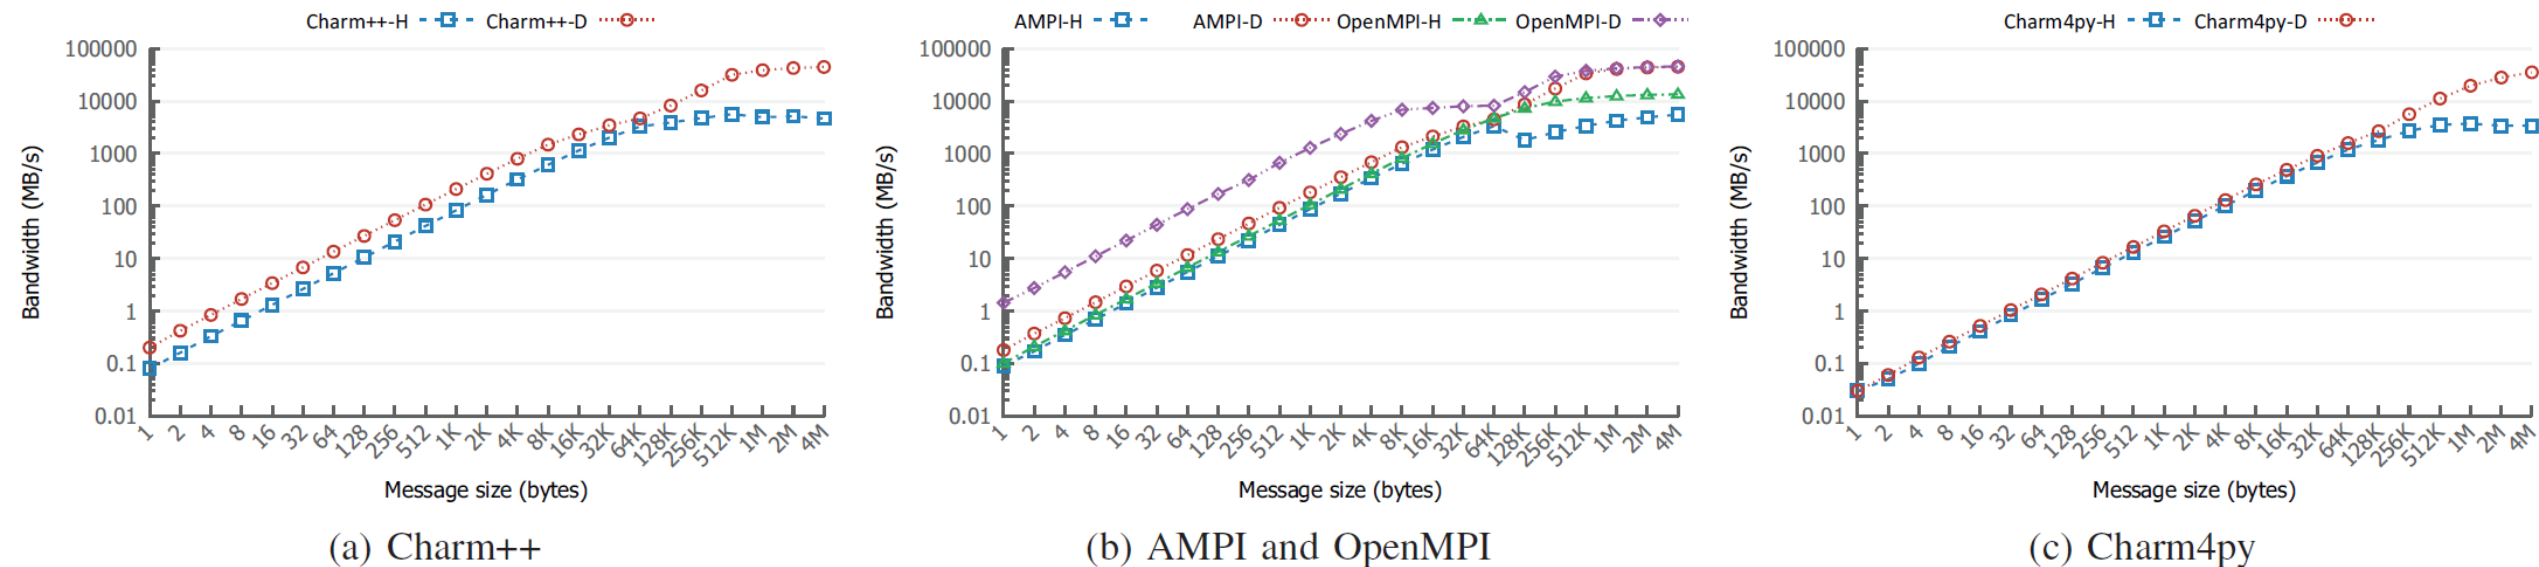 Charm++-H Charm++-D
100000
10000
1000
100
10
1
0.1
0.01
Bandwidth (MB/s)
1 2 4 8 16 32 64 128 256 512 1K 2K 4K 8K 16K 32K 64K 128K 256K 512K 1M 2M 4M
Message size (bytes)
(a) Charm++
AMPI-H AMPI-D OpenMPI-H OpenMPI-D
100000
10000
1000
100
10
1
0.1
0.01
Bandwidth (MB/s)
1 2 4 8 16 32 64 128 256 512 1K 2K 4K 8K 16K 32K 64K 128K 256K 512K 1M 2M 4M
Message size (bytes)
(b) AMPI and OpenMPI
Charm4py-H Charm4py-D
100000
10000
1000
100
10
1
0.1
0.01
Bandwidth (MB/s)
1 2 4 8 16 32 64 128 256 512 1K 2K 4K 8K 16K 32K 64K 128K 256K 512K 1M 2M 4M
Message size (bytes)
(c) Charm4py